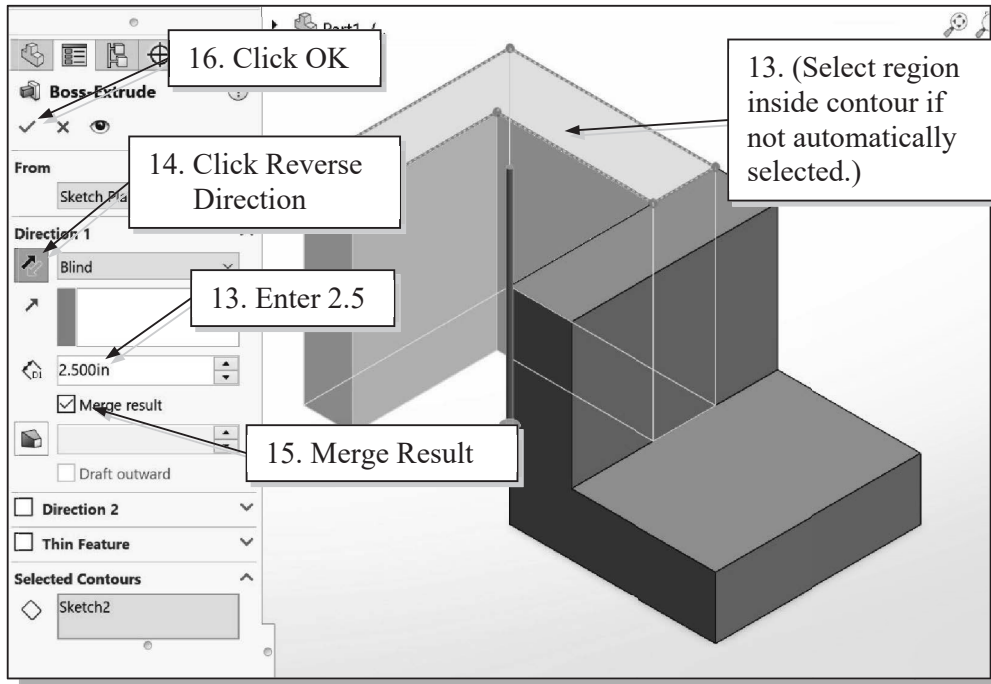 Part1 (
16. Click OK
Boss-Extrude
13. (Select region
inside contour if
not automatically
selected.)
14. Click Reverse
Direction
From
Sketch
Direction 1
Blind
13. Enter 2.5
D1
2.500in
Merge result
15. Merge Result
Draft outward
Direction 2
Thin Feature
Selected Contours
Sketch2